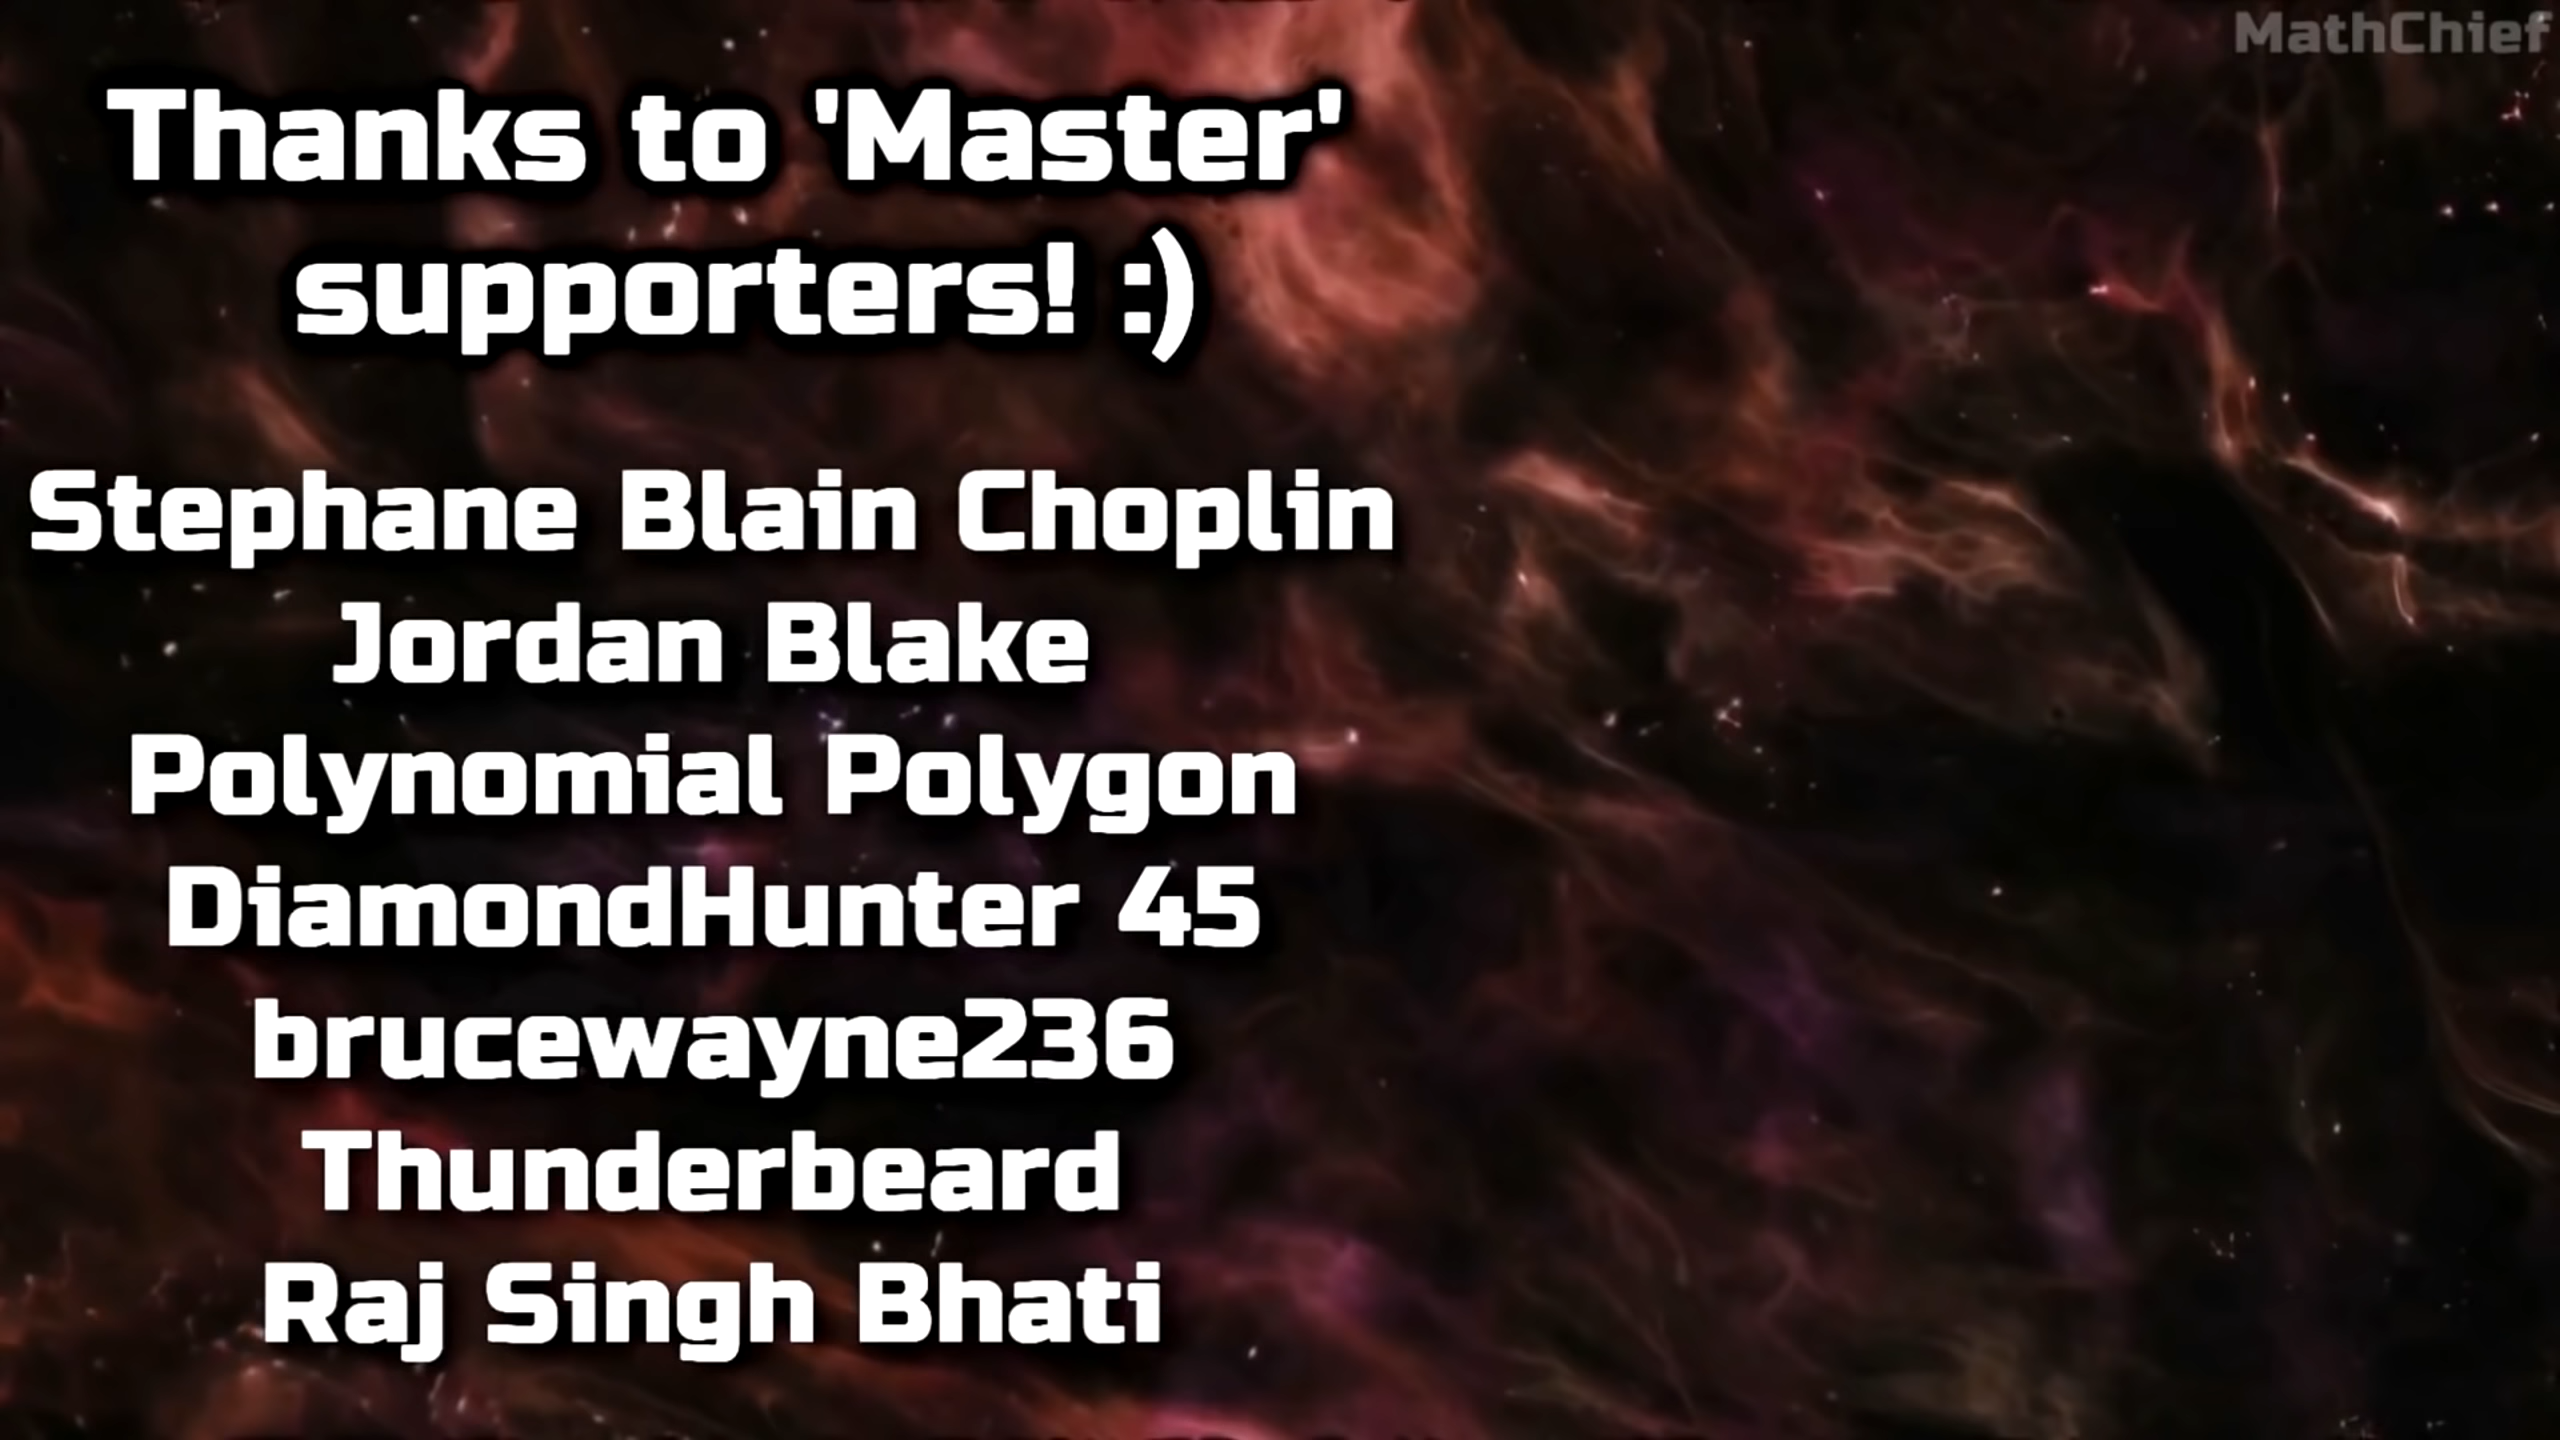 MathChief
Thanks to 'Master'
supporters! :)
Stephane Blain Choplin
Jordan Blake
Polynomial Polygon
DiamondHunter 45
brucewayne236
Thunderbeard
Raj Singh Bhati